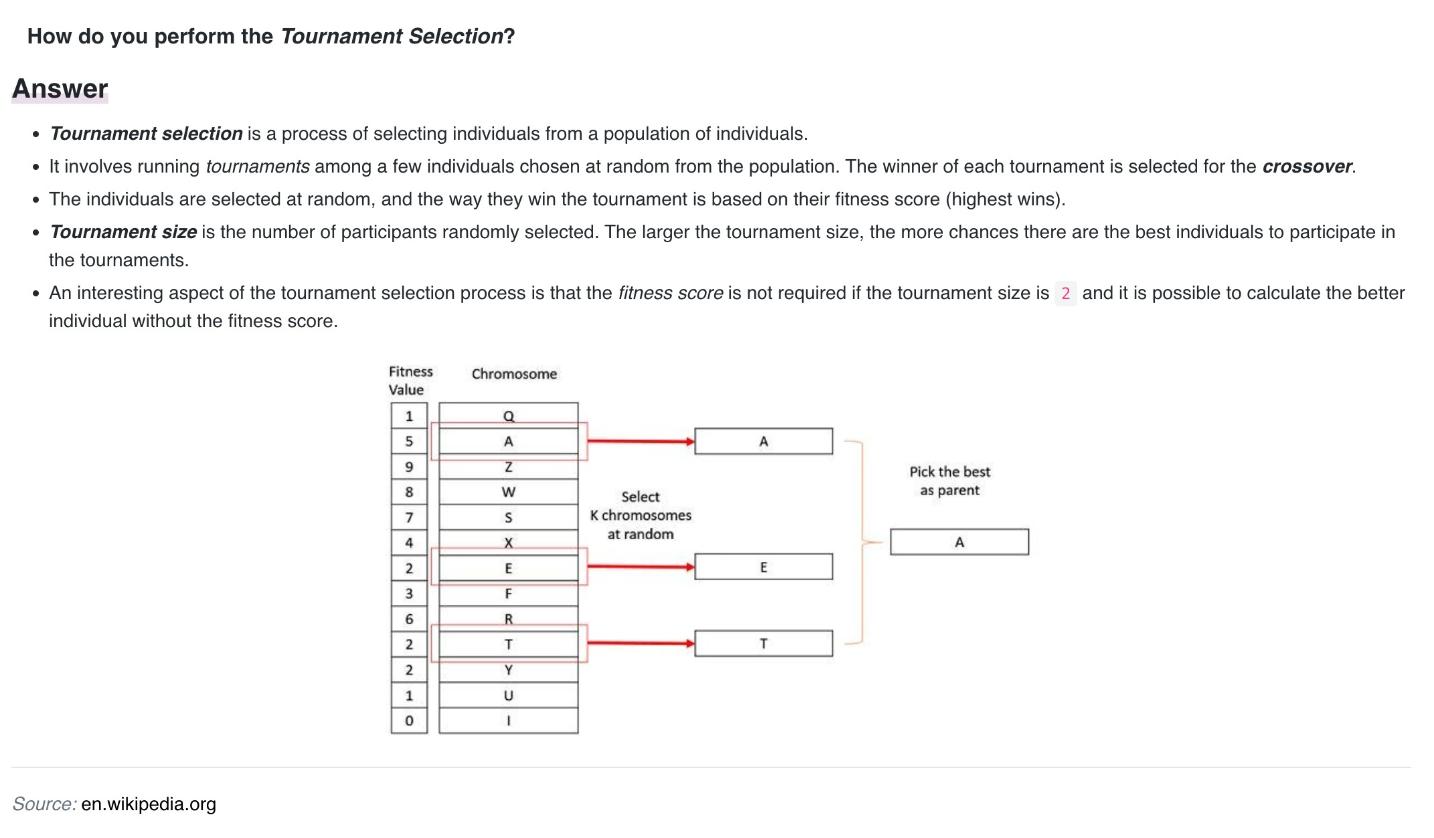 How do you perform the Tournament Selection?
Answer
• Tournament selection is a process of selecting individuals from a population of individuals.
• It involves running tournaments among a few individuals chosen at random from the population. The winner of each tournament is selected for the crossover.
• The individuals are selected at random, and the way they win the tournament is based on their fitness score (highest wins).
• Tournament size is the number of participants randomly selected. The larger the tournament size, the more chances there are the best individuals to participate in
the tournaments.
• An interesting aspect of the tournament selection process is that the fitness score is not required if the tournament size is 2 and it is possible to calculate the better
individual without the fitness score.
Fitness
Value
Chromosome
1 Q
5 A
9 Z
8 W
7 S
4 X
2 E
3 F
6 R
2 T
2 Y
1 U
0 I
Select
K chromosomes
at random
A
E
T
Pick the best
as parent
A
Source: en.wikipedia.org